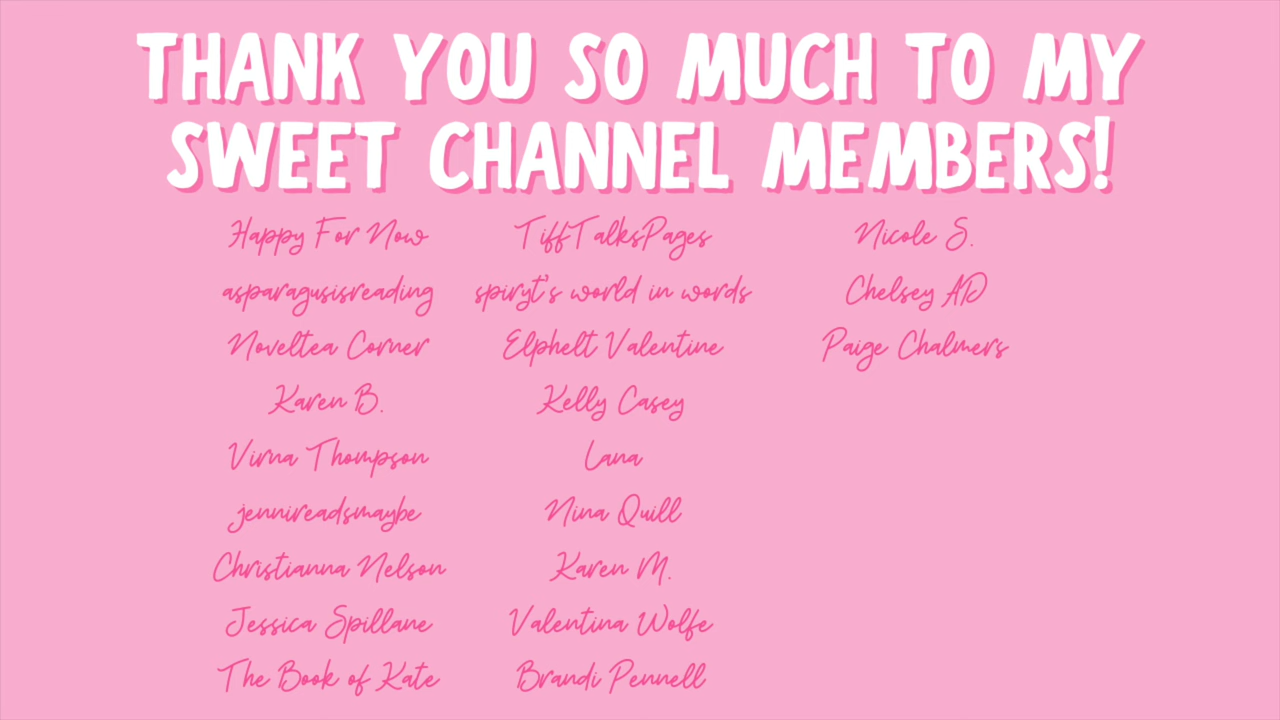 THANK YOU SO MUCH TO MY
SWEET CHANNEL MEMBERS!
Happy For Now
asparagusisreading
Noveltea Corner
Karen B.
Virna Thompson
jennireadsmaybe
Christianna Nelson
Jessica Spillane
The Book of Kate
TiffTalksPages
spiryt's world in words
Elphelt Valentine
Kelly Casey
Lana
Nina Quill
Karen M.
Valentina Wolfe
Brandi Pennell
Nicole S.
Chelsey AD
Paige Chalmers